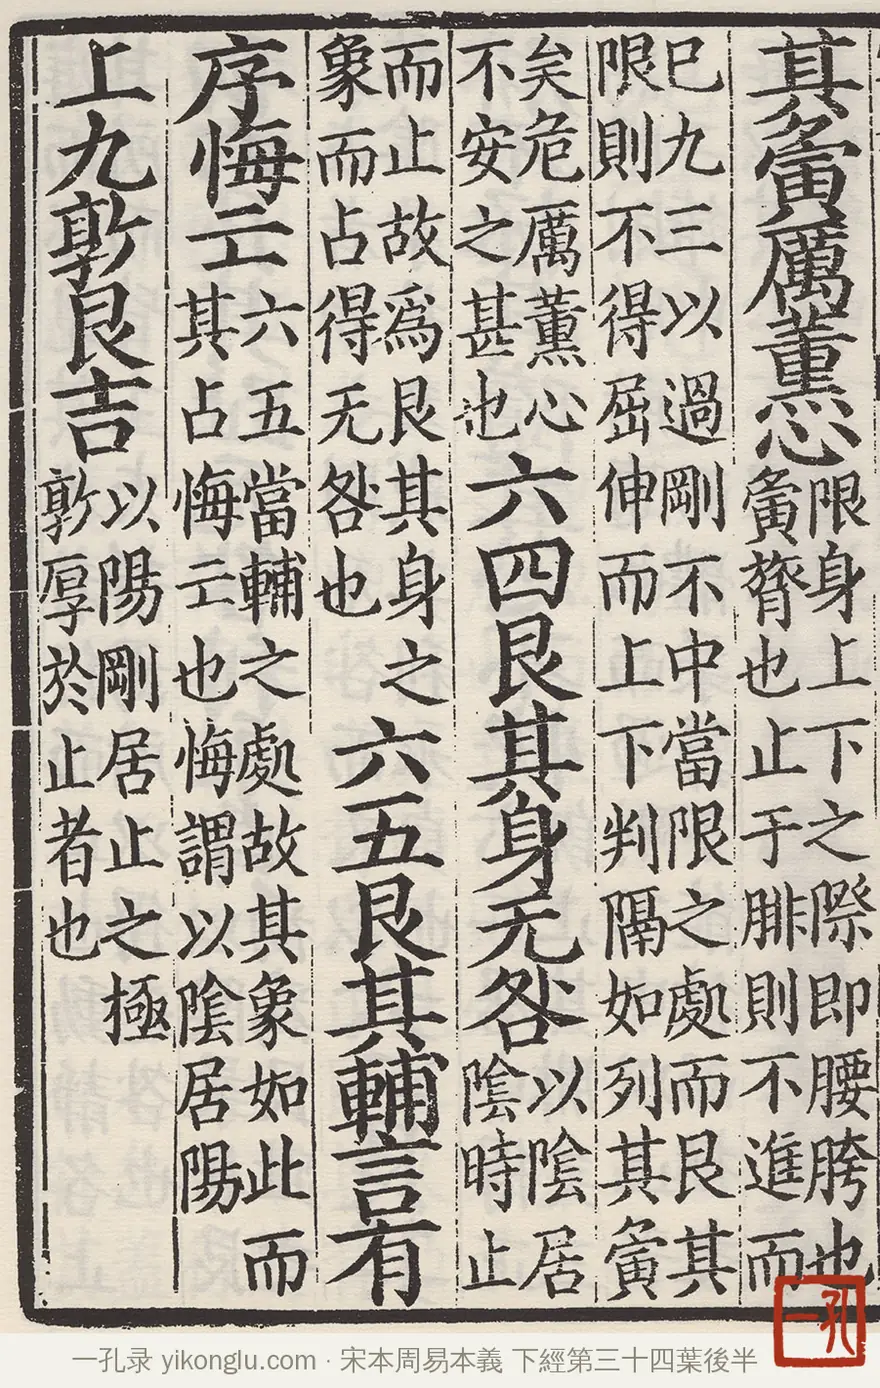 其夤厲薰心
限身上下之際即腰胯也
夤膂也止于腓則不進而
已九三以過剛不中當限之處而艮其
限則不得屈伸而上下判隔如列其夤
矣危厲薰心
不安之甚也
六四艮其身无咎
以陰居
陰時止
而止故爲艮其身之
象而占得无咎也
六五艮其輔言有
序悔亡
六五當輔之處故其象如此而
其占悔亡也悔謂以陰居陽
上九敦艮吉
以陽剛居止之極
敦厚於止者也
一孔
一孔录 yikonglu.com · 宋本周易本義 下經第三十四葉後半